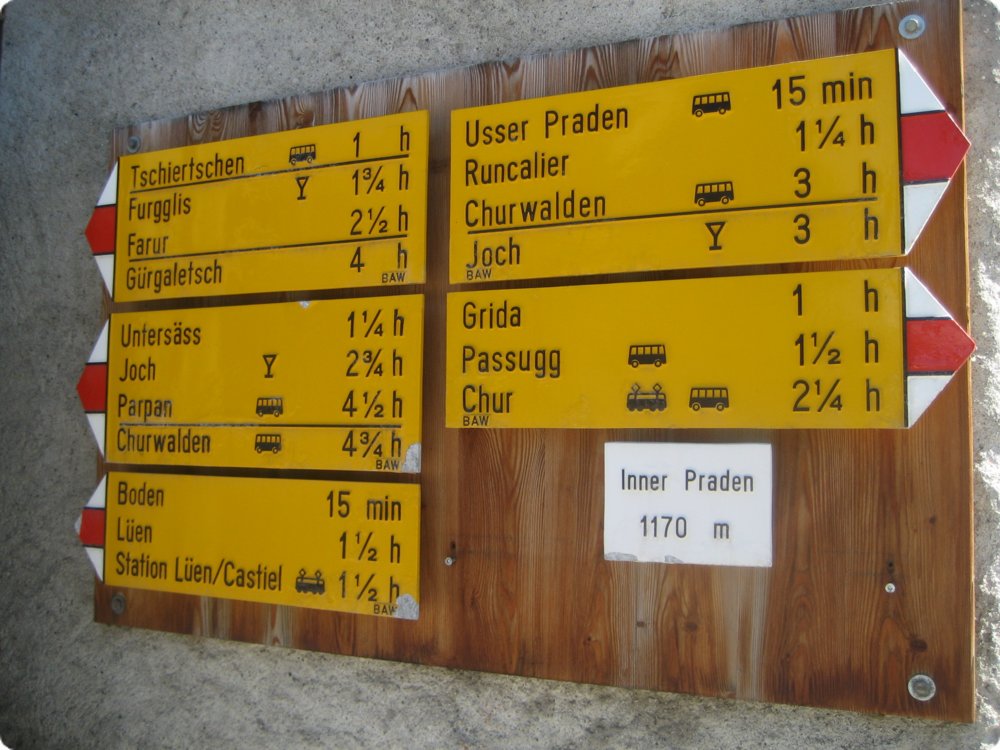 Tschiertschen 1 h
Furgglis 1¾ h
Farur 2½ h
Gürgaletsch 4 h
BAW
Untersäss 1¼ h
Joch 2¾ h
Parpan 4½ h
Churwalden 4¾ h
BAW
Boden 15 min
Lüen 1½ h
Station Lüen/Castiel 1½ h
BAW
Usser Praden 15 min
Runcalier 1¼ h
Churwalden 3 h
Joch 3 h
BAW
Grida 1 h
Passugg 1½ h
Chur 2¼ h
BAW
Inner Praden
1170 m